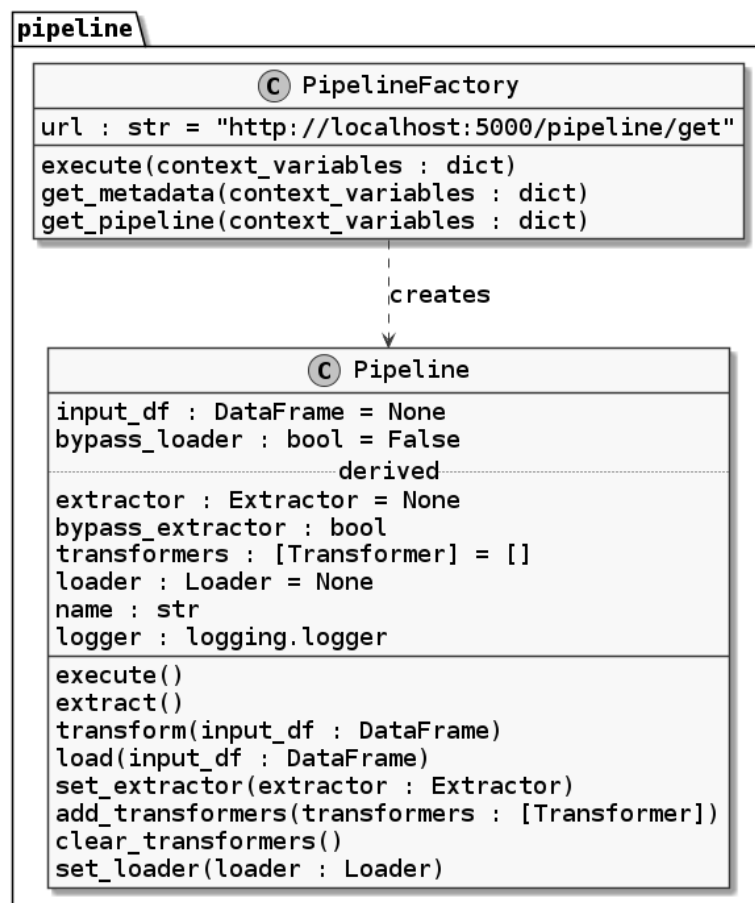 pipeline
C PipelineFactory
url : str = "http://localhost:5000/pipeline/get"
execute(context_variables : dict)
get_metadata(context_variables : dict)
get_pipeline(context_variables : dict)
creates
C Pipeline
input_df : DataFrame = None
bypass_loader : bool = False
derived
extractor : Extractor = None
bypass_extractor : bool
transformers : [Transformer] = []
loader : Loader = None
name : str
logger : logging.logger
execute()
extract()
transform(input_df : DataFrame)
load(input_df : DataFrame)
set_extractor(extractor : Extractor)
add_transformers(transformers : [Transformer])
clear_transformers()
set_loader(loader : Loader)